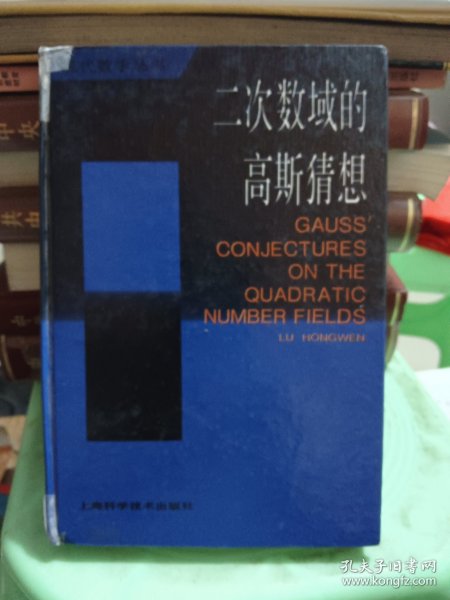 二次数域的
高斯猜想
GAUSS'
CONJECTURES
ON THE
QUADRATIC
NUMBER FIELDS
LU HONGWEN
上海科学技术出版社
孔夫子旧书网
www.kongfz.com